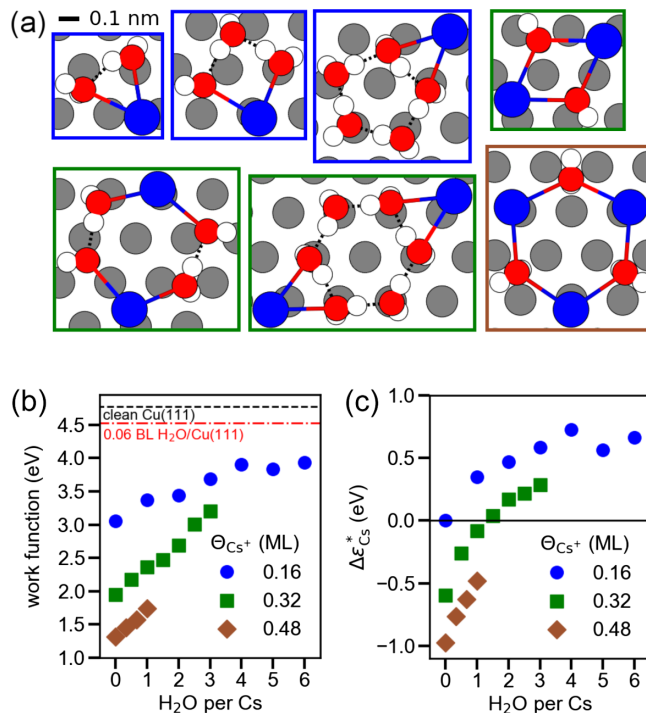 (a) 0.1 nm
(b)
clean Cu(111)
0.06 BL H₂O/Cu(111)
4.5
4.0
3.5
3.0
2.5
2.0
1.5
1.0
work function (eV)
Θ_Cs⁺ (ML)
0.16
0.32
0.48
0 1 2 3 4 5 6
H₂O per Cs
(c)
1.0
0.5
0.0
−0.5
−1.0
Δε*_Cs (eV)
Θ_Cs⁺ (ML)
0.16
0.32
0.48
0 1 2 3 4 5 6
H₂O per Cs